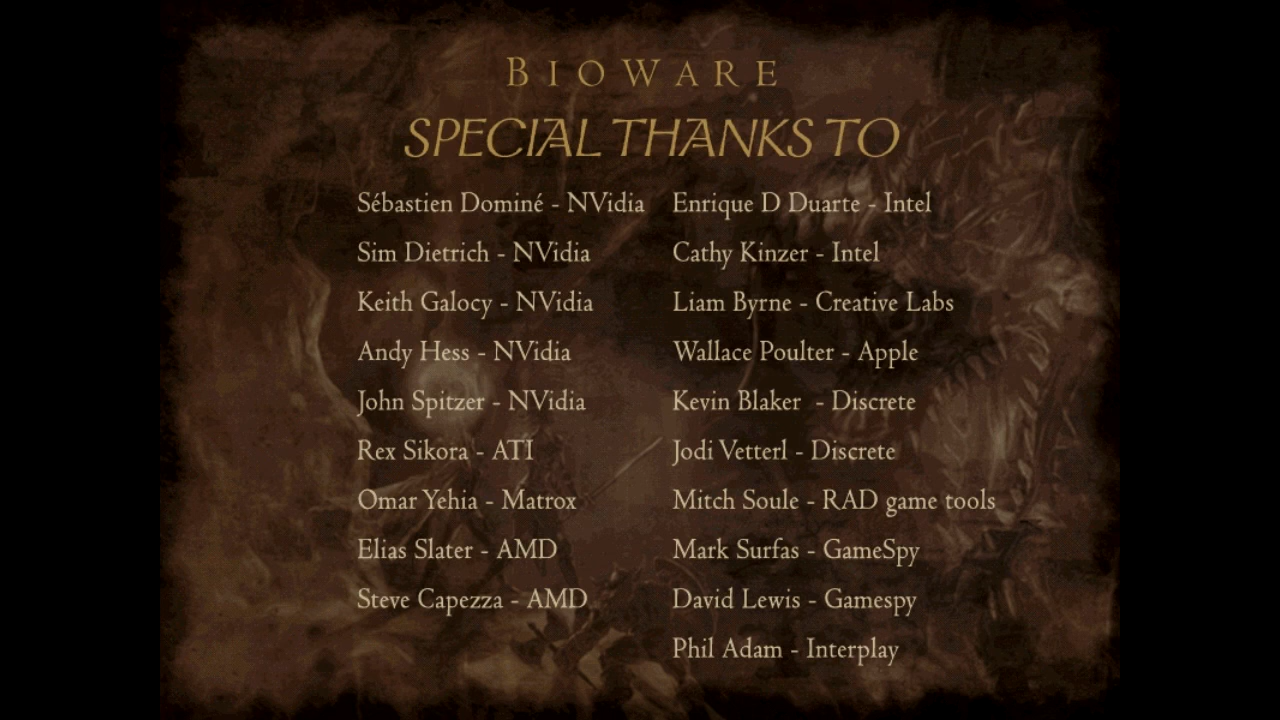 BIOWARE
SPECIAL THANKS TO
Sébastien Dominé - NVidia
Sim Dietrich - NVidia
Keith Galocy - NVidia
Andy Hess - NVidia
John Spitzer - NVidia
Rex Sikora - ATI
Omar Yehia - Matrox
Elias Slater - AMD
Steve Capezza - AMD
Enrique D Duarte - Intel
Cathy Kinzer - Intel
Liam Byrne - Creative Labs
Wallace Poulter - Apple
Kevin Blaker  - Discrete
Jodi Vetterl - Discrete
Mitch Soule - RAD game tools
Mark Surfas - GameSpy
David Lewis - Gamespy
Phil Adam - Interplay